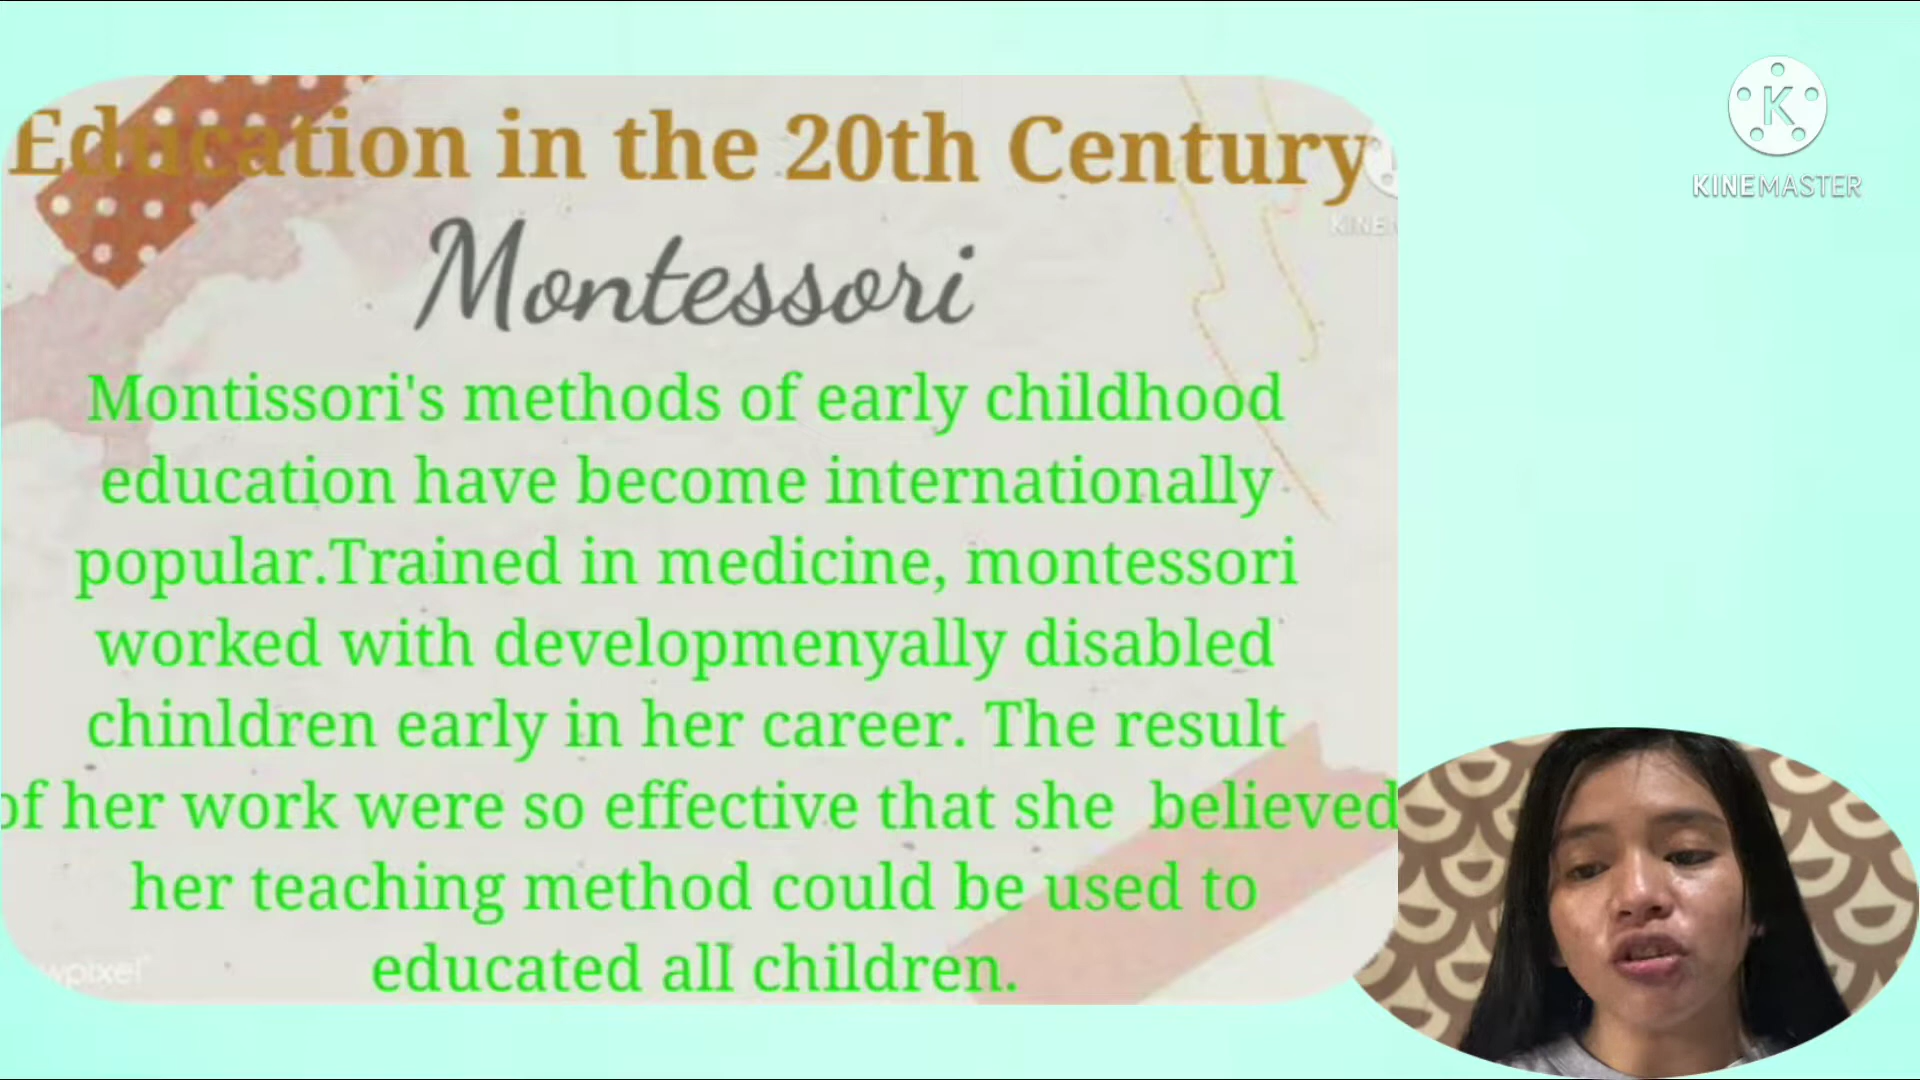 Education in the 20th Century
K
KINEMASTER
Montessori
Montissori's methods of early childhood
education have become internationally
popular.Trained in medicine, montessori
worked with developmenyally disabled
chinldren early in her career. The result
of her work were so effective that she believed
her teaching method could be used to
educated alI children.